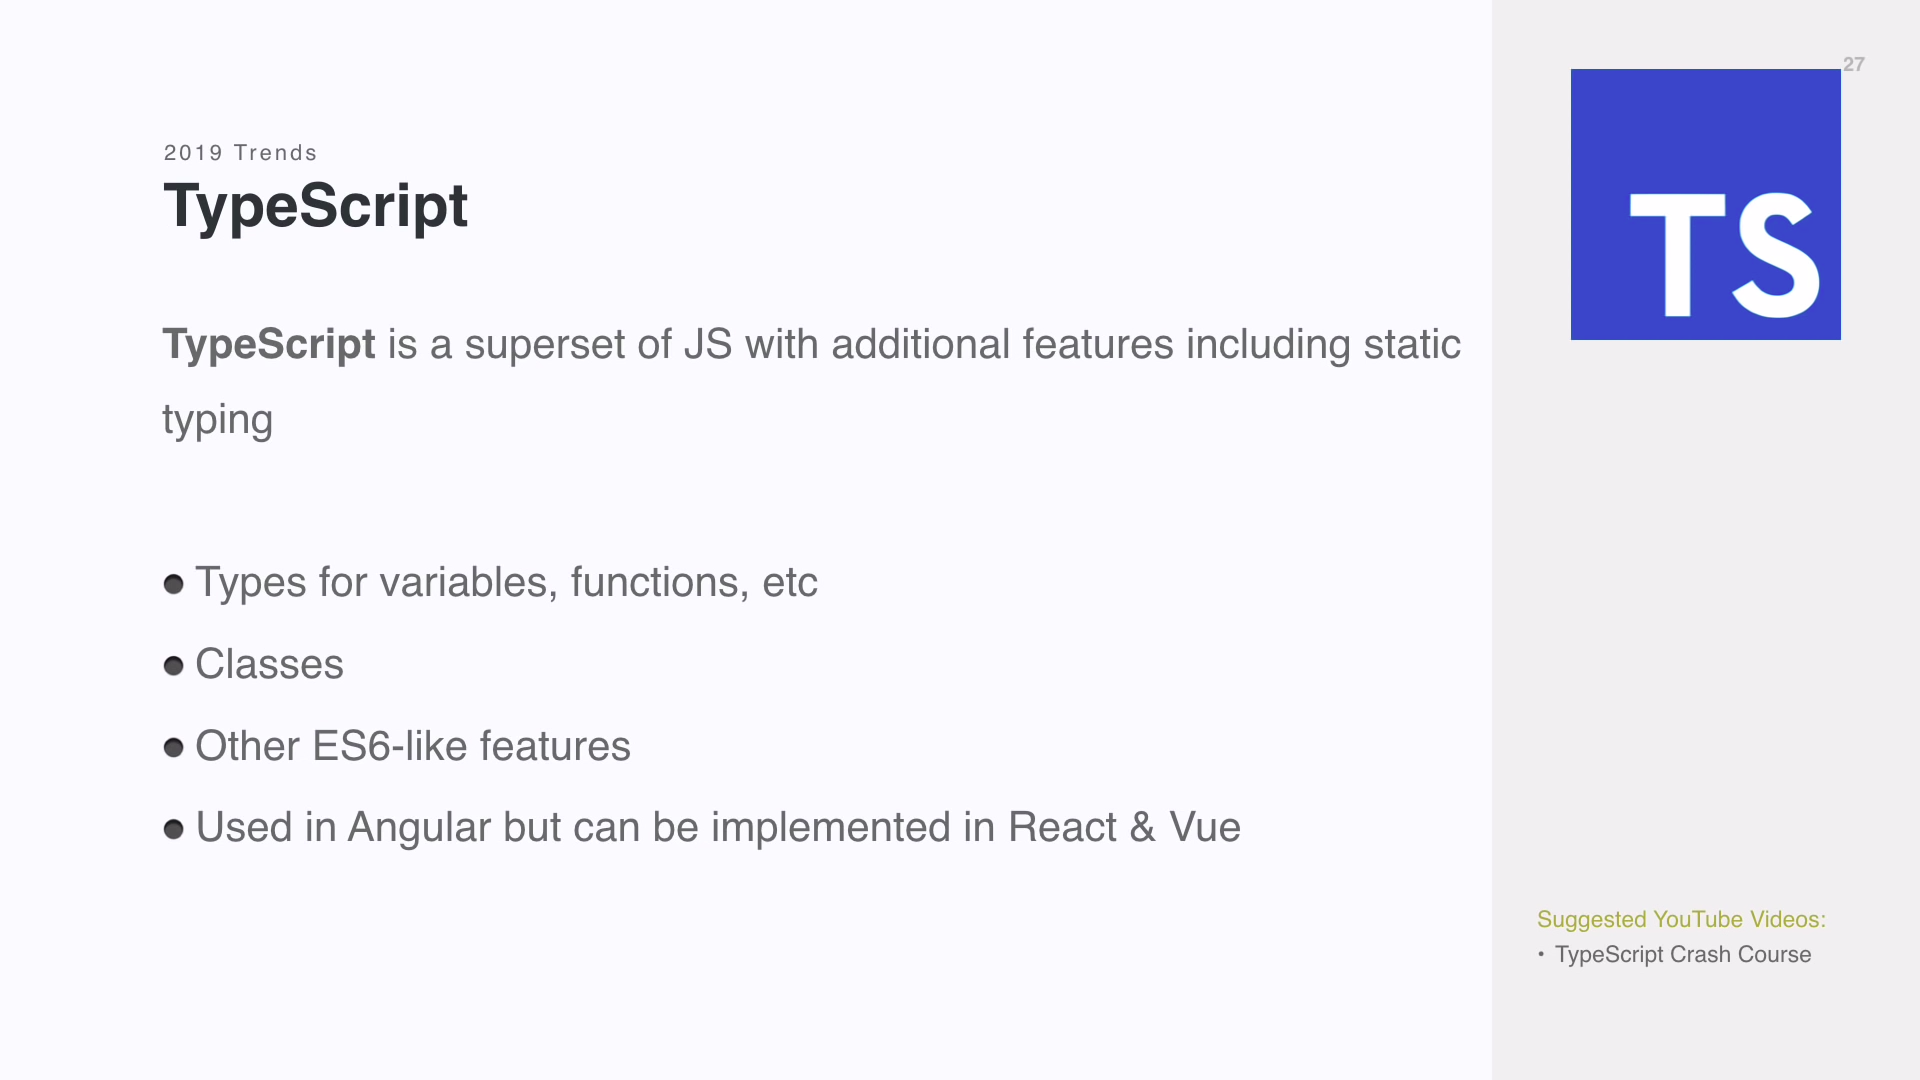 27
2019 Trends
TypeScript
TS
TypeScript is a superset of JS with additional features including static
typing
Types for variables, functions, etc
Classes
Other ES6-like features
Used in Angular but can be implemented in React & Vue
Suggested YouTube Videos:
• TypeScript Crash Course